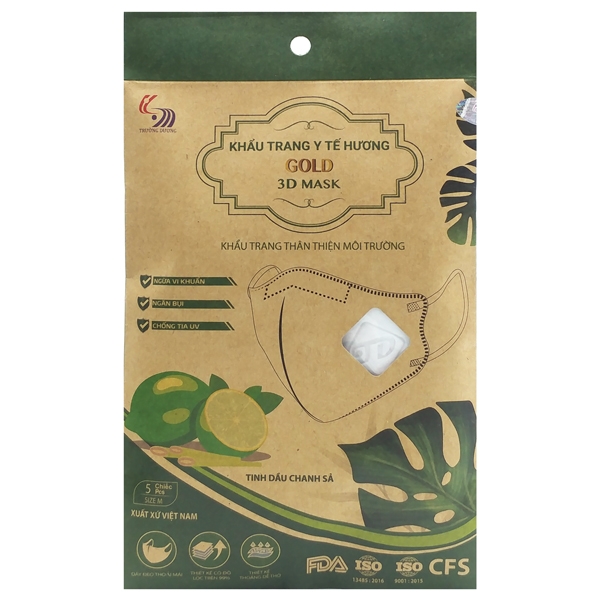 TRƯỜNG DƯƠNG
KHẨU TRANG Y TẾ HƯƠNG
GOLD
3D MASK
KHẨU TRANG THÂN THIỆN MÔI TRƯỜNG
NGỪA VI KHUẨN
NGĂN BỤI
CHỐNG TIA UV
TINH DẦU CHANH SẢ
5 Chiếc
Pcs
SIZE M
XUẤT XỨ VIỆT NAM
FDA ISO ISO CFS
13485 : 2016 9001 : 2015